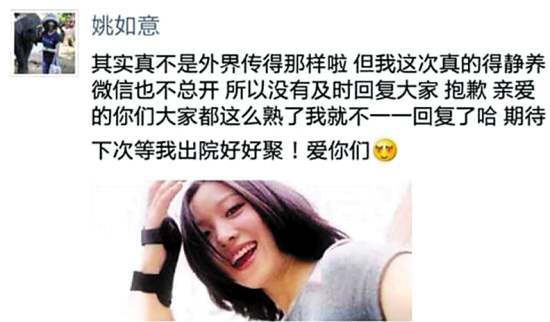 姚如意
其实真不是外界传得那样啦 但我这次真的得静养
微信也不总开 所以没有及时回复大家 抱歉 亲爱
的你们大家都这么熟了我就不一一回复了哈 期待
下次等我出院好好聚！爱你们